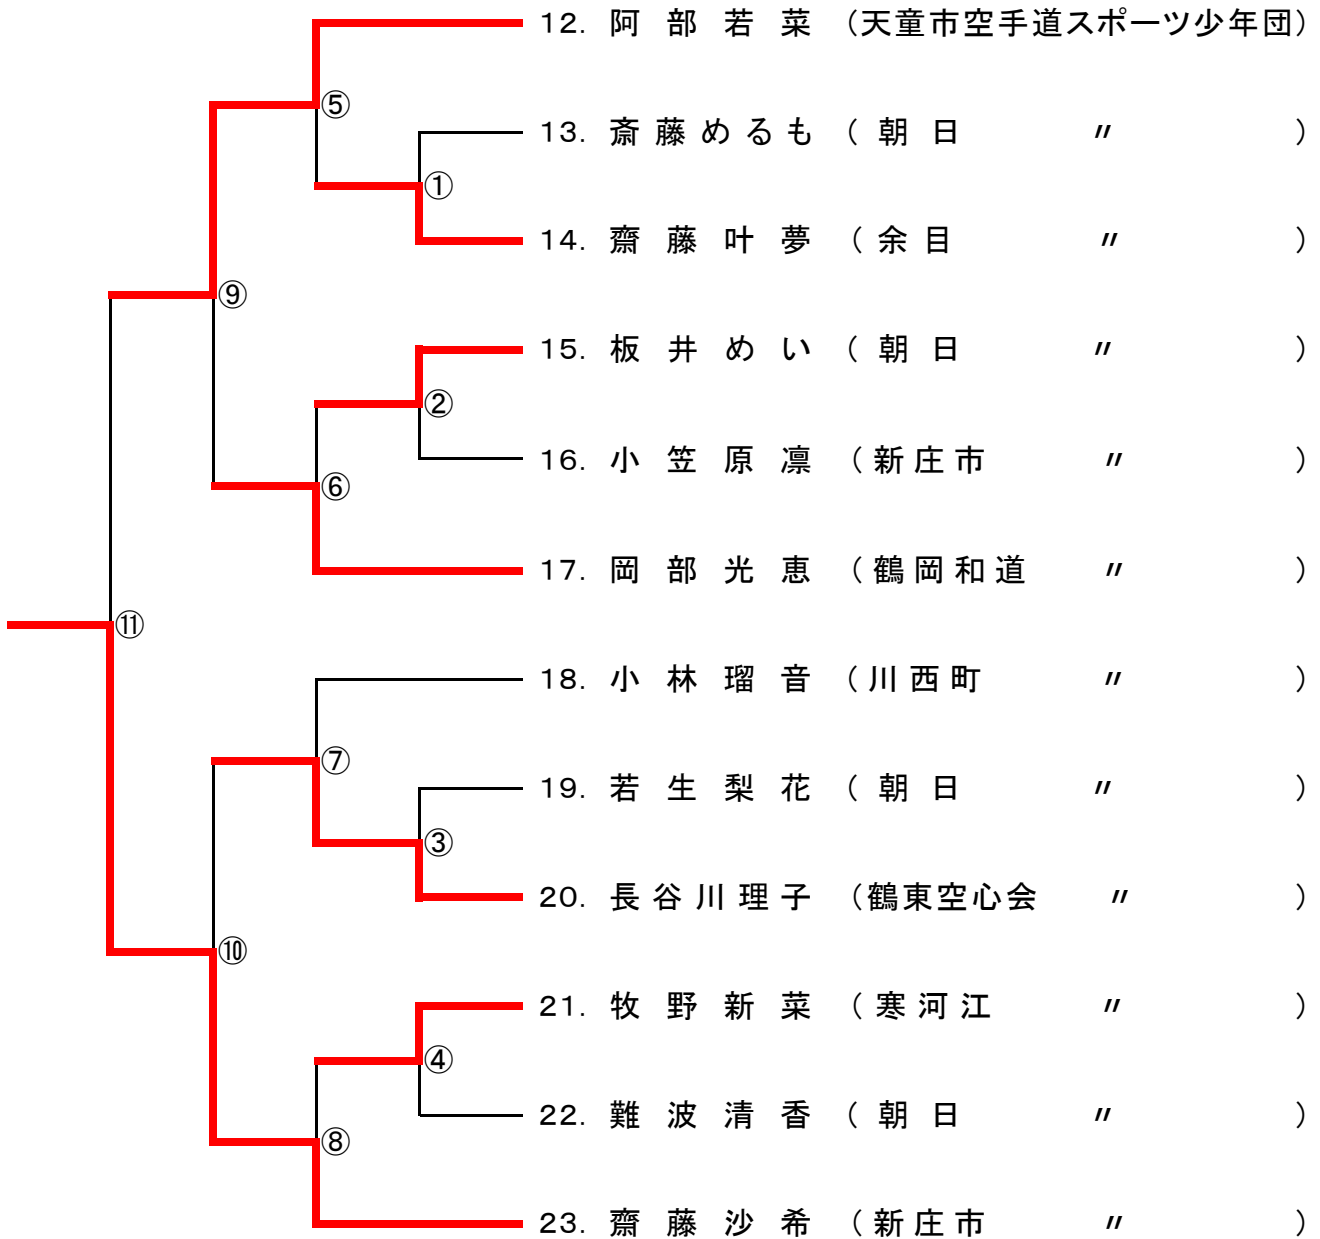 12. 阿部若菜 (天童市空手道スポーツ少年団)
⑤
13. 斎藤めるも (朝日 〃 )
①
14. 齋藤叶夢 (余目 〃 )
⑨
15. 板井めい (朝日 〃 )
②
16. 小笠原凛 (新庄市 〃 )
⑥
17. 岡部光恵 (鶴岡和道 〃 )
⑪
18. 小林瑠音 (川西町 〃 )
⑦
19. 若生梨花 (朝日 〃 )
③
20. 長谷川理子 (鶴東空心会 〃 )
⑩
21. 牧野新菜 (寒河江 〃 )
④
22. 難波清香 (朝日 〃 )
⑧
23. 齋藤沙希 (新庄市 〃 )